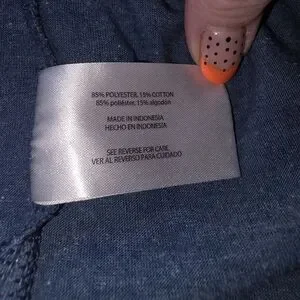 85% POLYESTER, 15% COTTON
85% poliéster, 15% algodon
MADE IN INDONESIA
HECHO EN INDONESIA
SEE REVERSE FOR CARE
VER AL REVERSO PARA CUIDADO